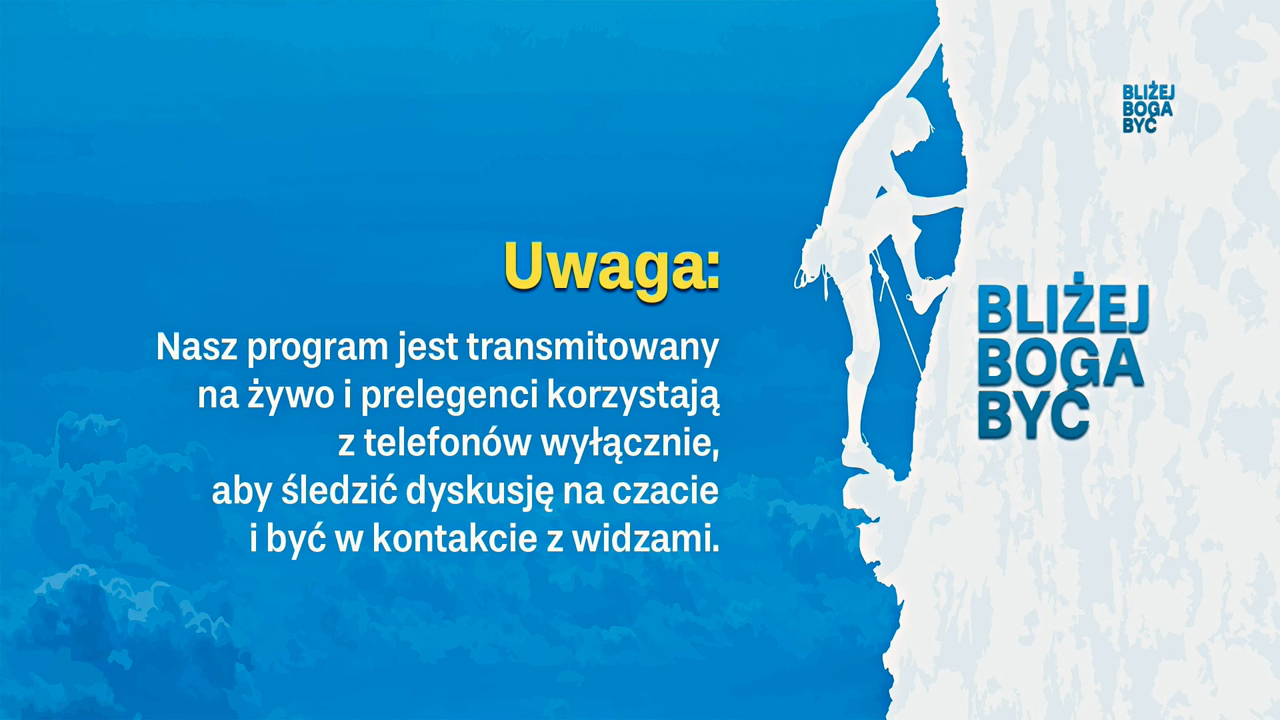 BLIŻEJ
BOGA
BYĆ
Uwaga:
Nasz program jest transmitowany
na żywo i prelegenci korzystają
z telefonów wyłącznie,
aby śledzić dyskusję na czacie
i być w kontakcie z widzami.
BLIŻEJ
BOGA
BYĆ